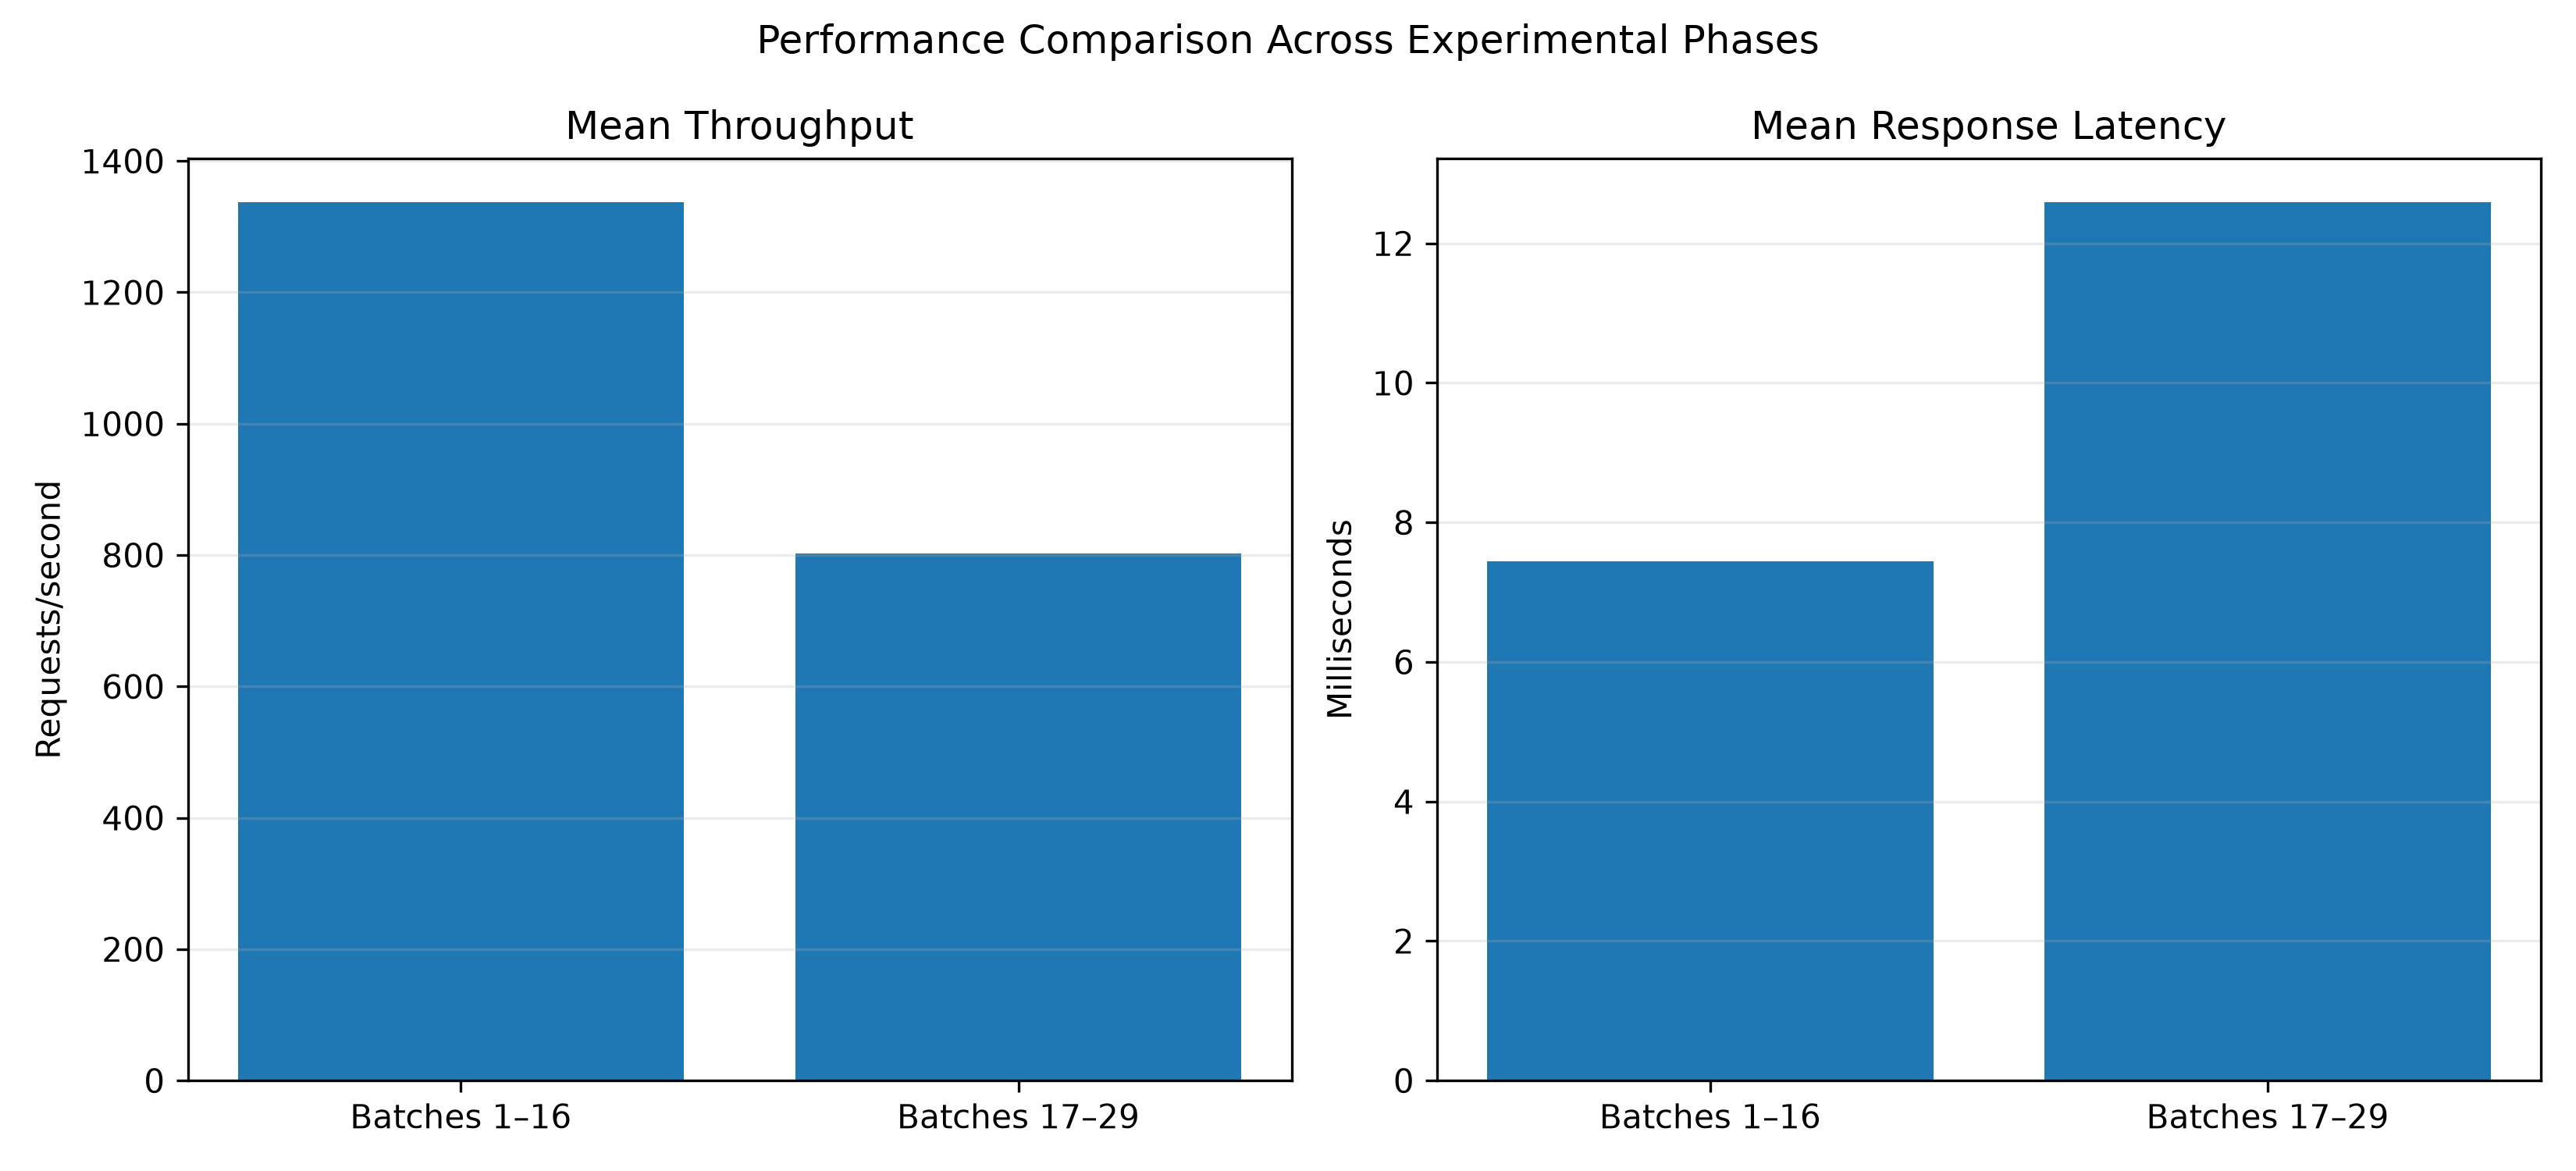 Performance Comparison Across Experimental Phases
Mean Throughput
1400
1200
1000
800
600
400
200
0
Requests/second
Batches 1–16
Batches 17–29
Mean Response Latency
12
10
8
6
4
2
0
Milliseconds
Batches 1–16
Batches 17–29